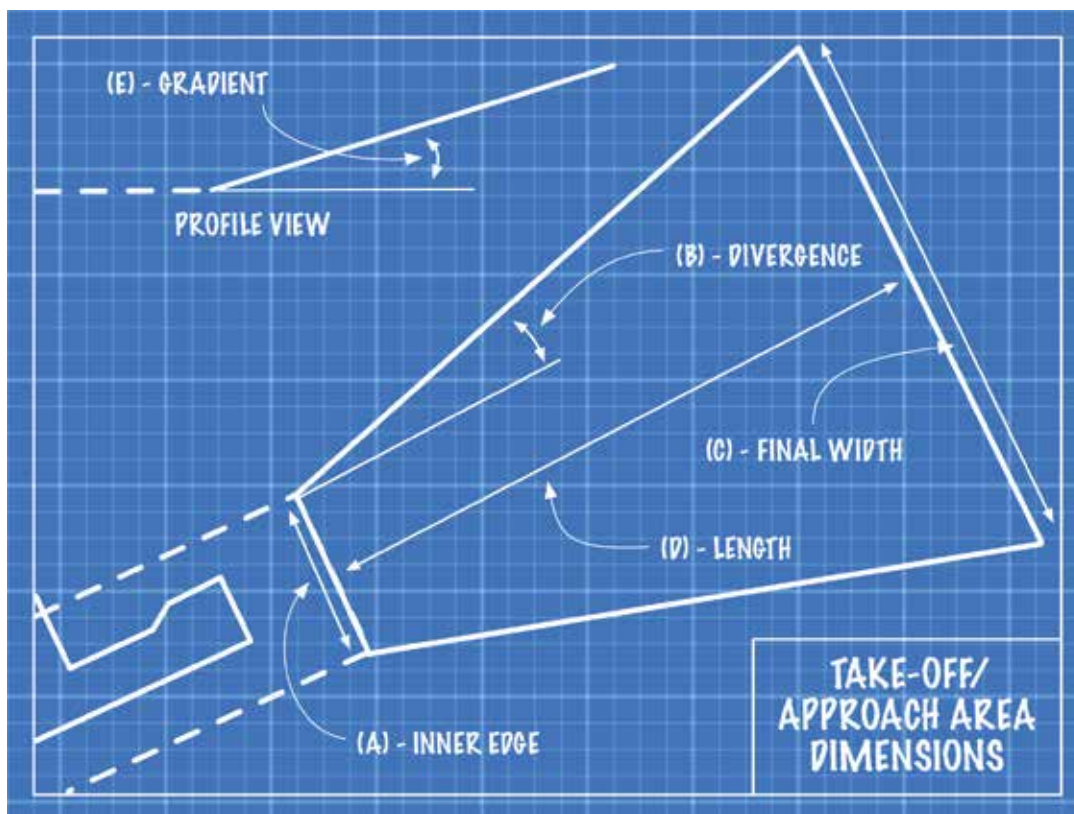 (E) - GRADIENT
PROFILE VIEW
(B) - DIVERGENCE
(C) - FINAL WIDTH
(D) - LENGTH
(A) - INNER EDGE
TAKE-OFF/
APPROACH AREA
DIMENSIONS